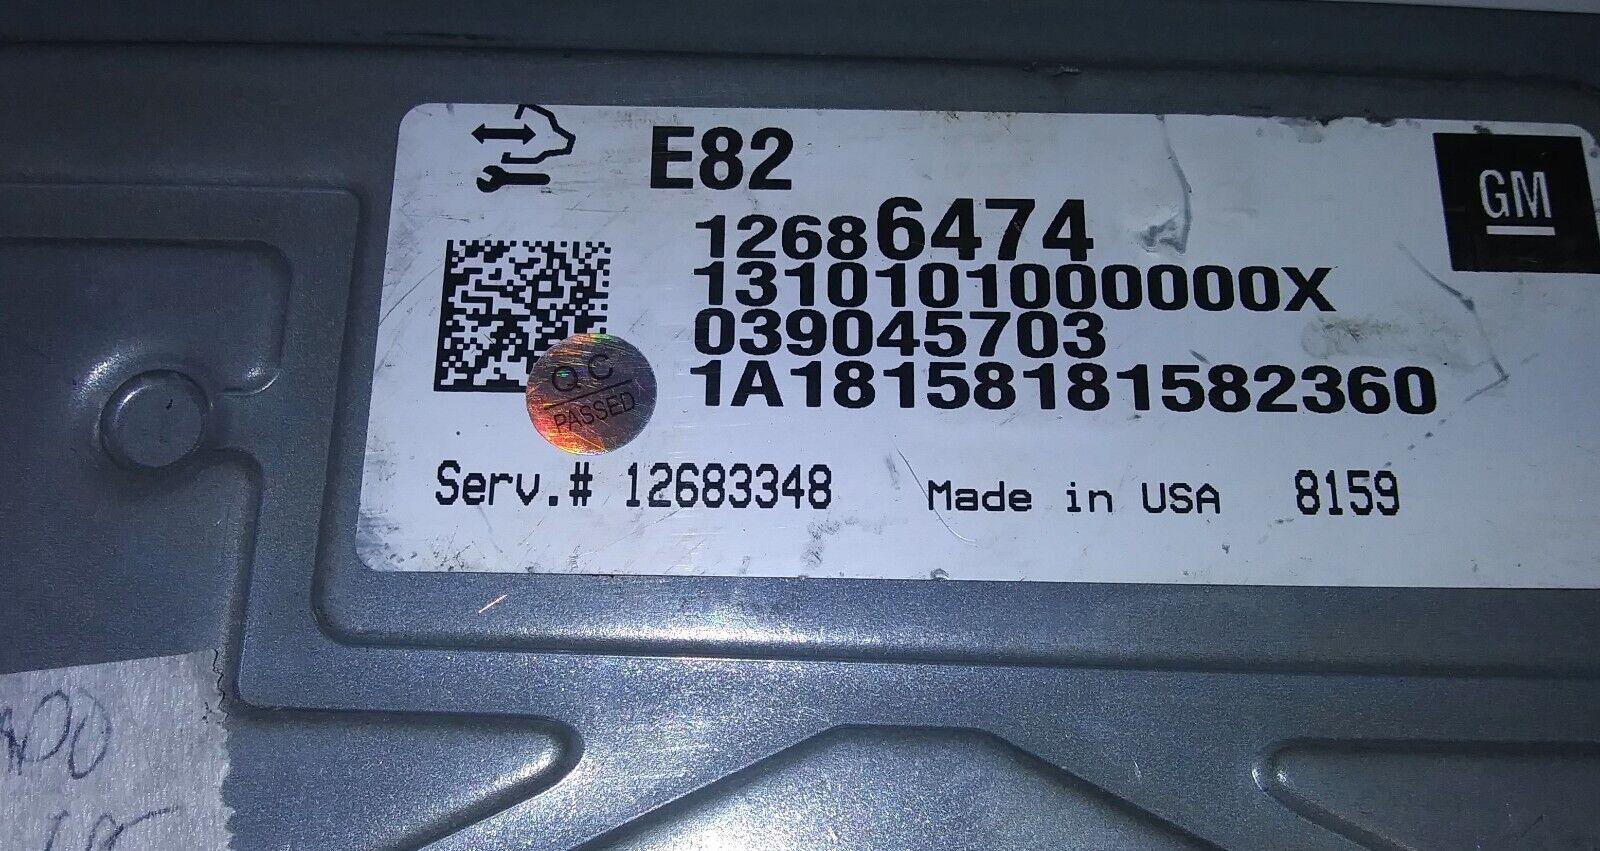 E82
GM
12686474
1310101000000X
039045703
1A18158181582360
QC
PASSED
Serv.# 12683348 Made in USA 8159